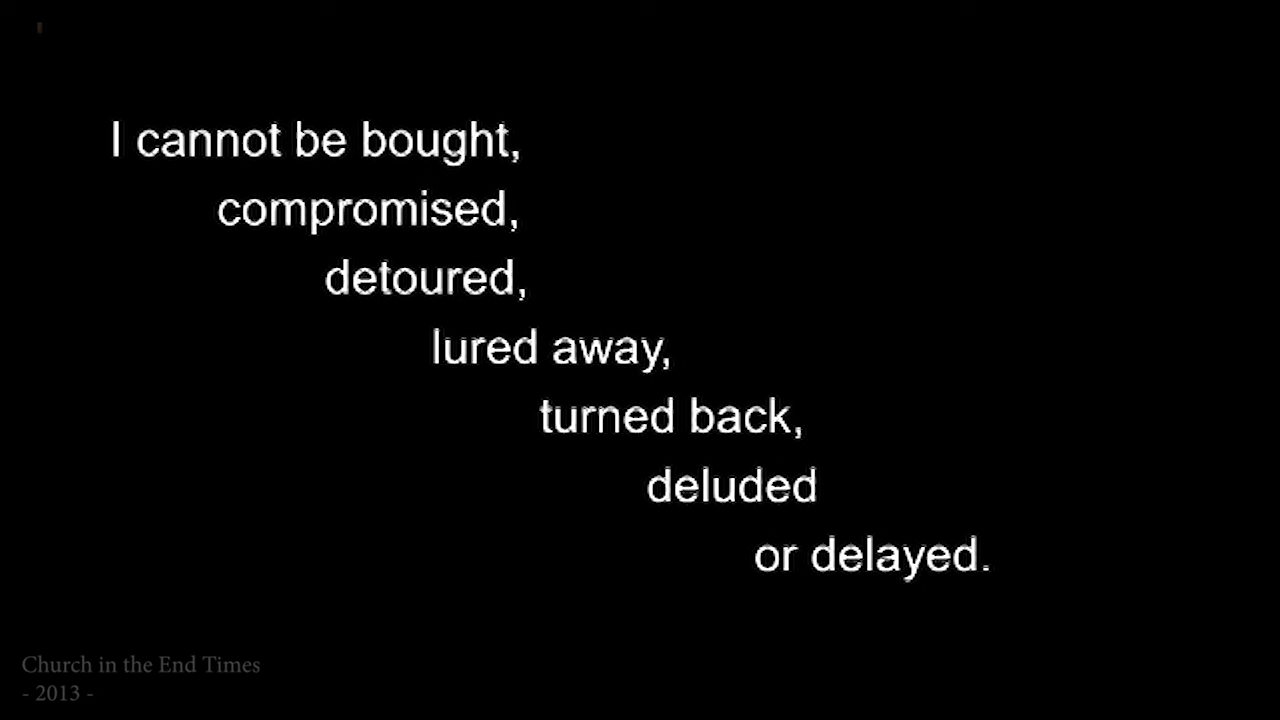 I cannot be bought,
compromised,
detoured,
lured away,
turned back,
deluded
or delayed.
Church in the End Times
- 2013 -